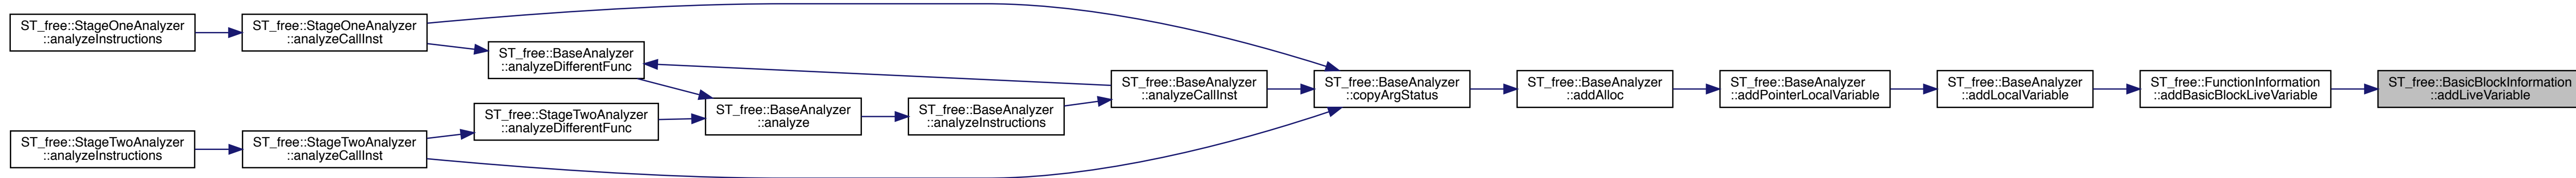 ST_free::StageOneAnalyzer
::analyzeInstructions
ST_free::StageOneAnalyzer
::analyzeCallInst
ST_free::BaseAnalyzer
::analyzeDifferentFunc
ST_free::StageTwoAnalyzer
::analyzeInstructions
ST_free::StageTwoAnalyzer
::analyzeCallInst
ST_free::StageTwoAnalyzer
::analyzeDifferentFunc
ST_free::BaseAnalyzer
::analyze
ST_free::BaseAnalyzer
::analyzeInstructions
ST_free::BaseAnalyzer
::analyzeCallInst
ST_free::BaseAnalyzer
::copyArgStatus
ST_free::BaseAnalyzer
::addAlloc
ST_free::BaseAnalyzer
::addPointerLocalVariable
ST_free::BaseAnalyzer
::addLocalVariable
ST_free::FunctionInformation
::addBasicBlockLiveVariable
ST_free::BasicBlockInformation
::addLiveVariable